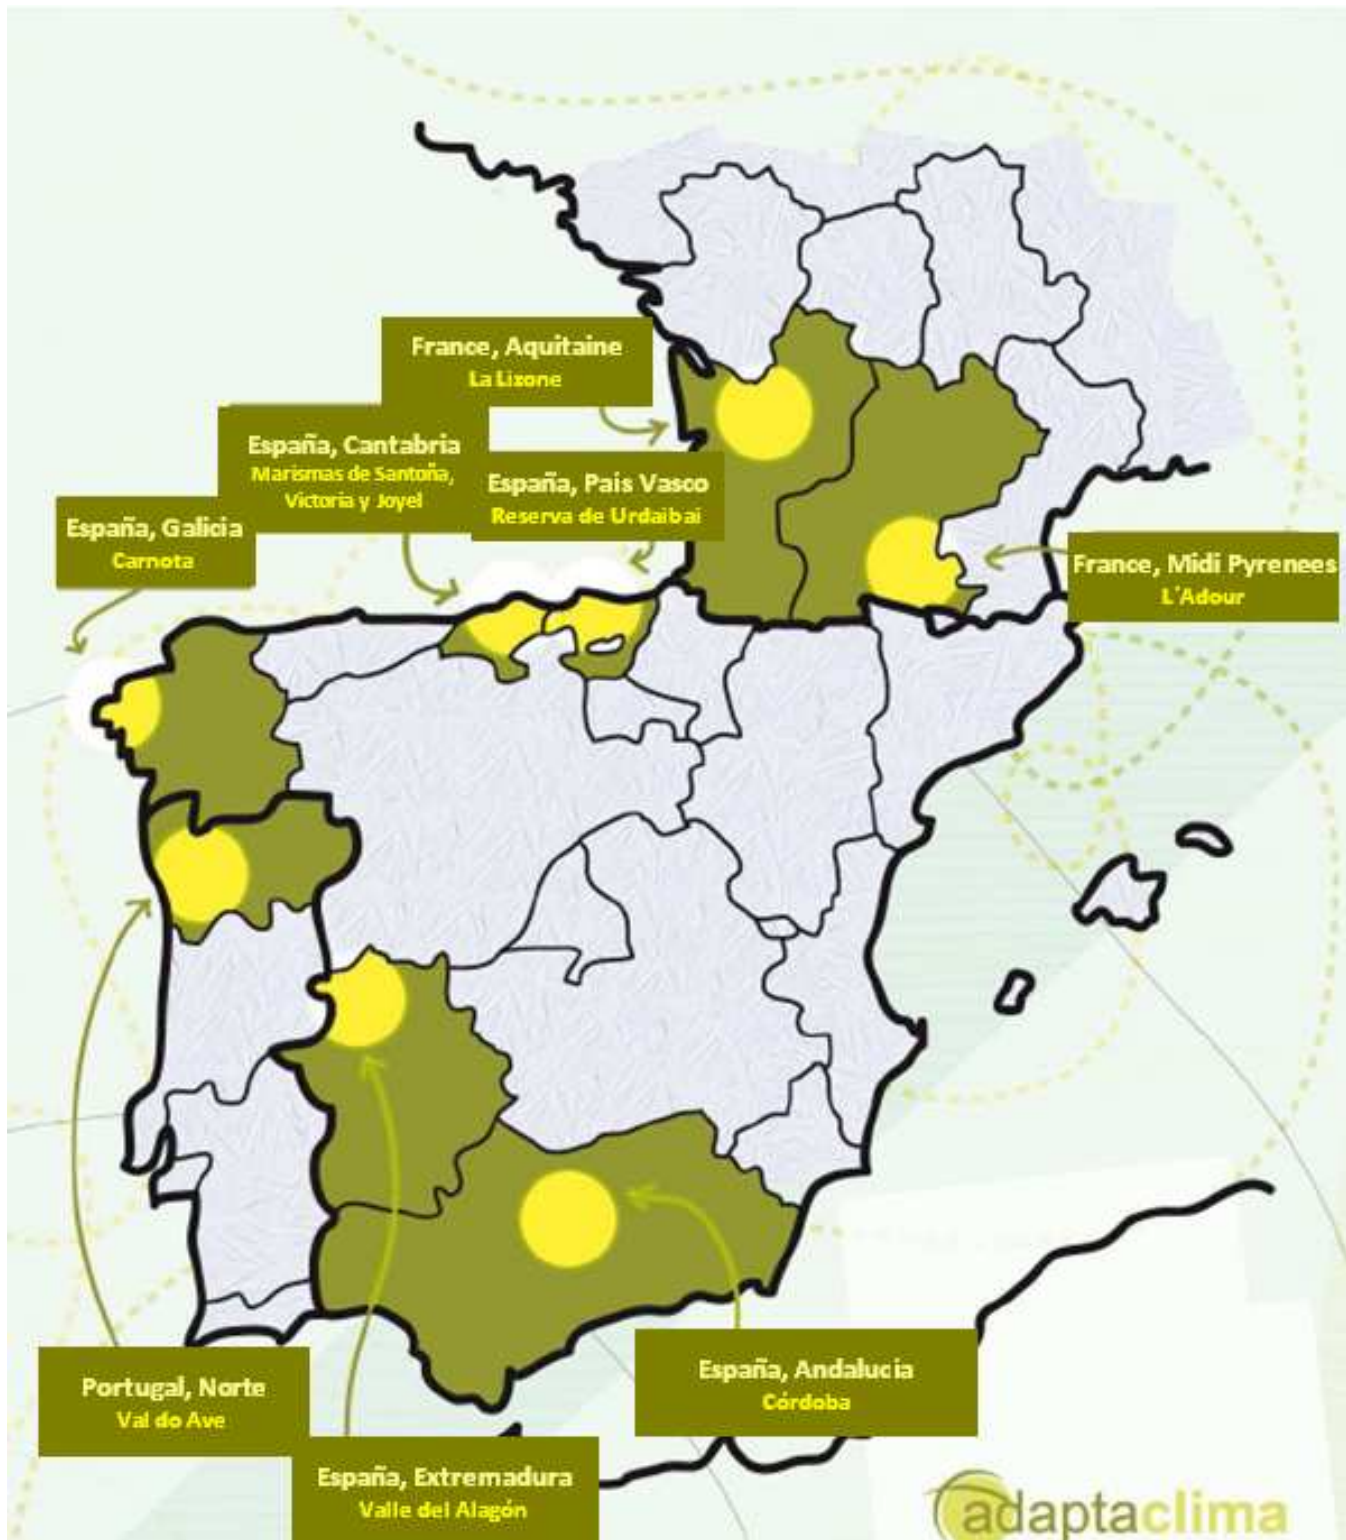 France, Aquitaine
La Lizone
España, Cantabria
Marismas de Santoña,
Victoria y Joyel
España, Pais Vasco
Reserva de Urdaibai
España, Galicia
Carnota
France, Midi Pyrenees
L´Adour
Portugal, Norte
Val do Ave
España, Extremadura
Valle del Alagón
España, Andalucia
Córdoba
adaptaclima